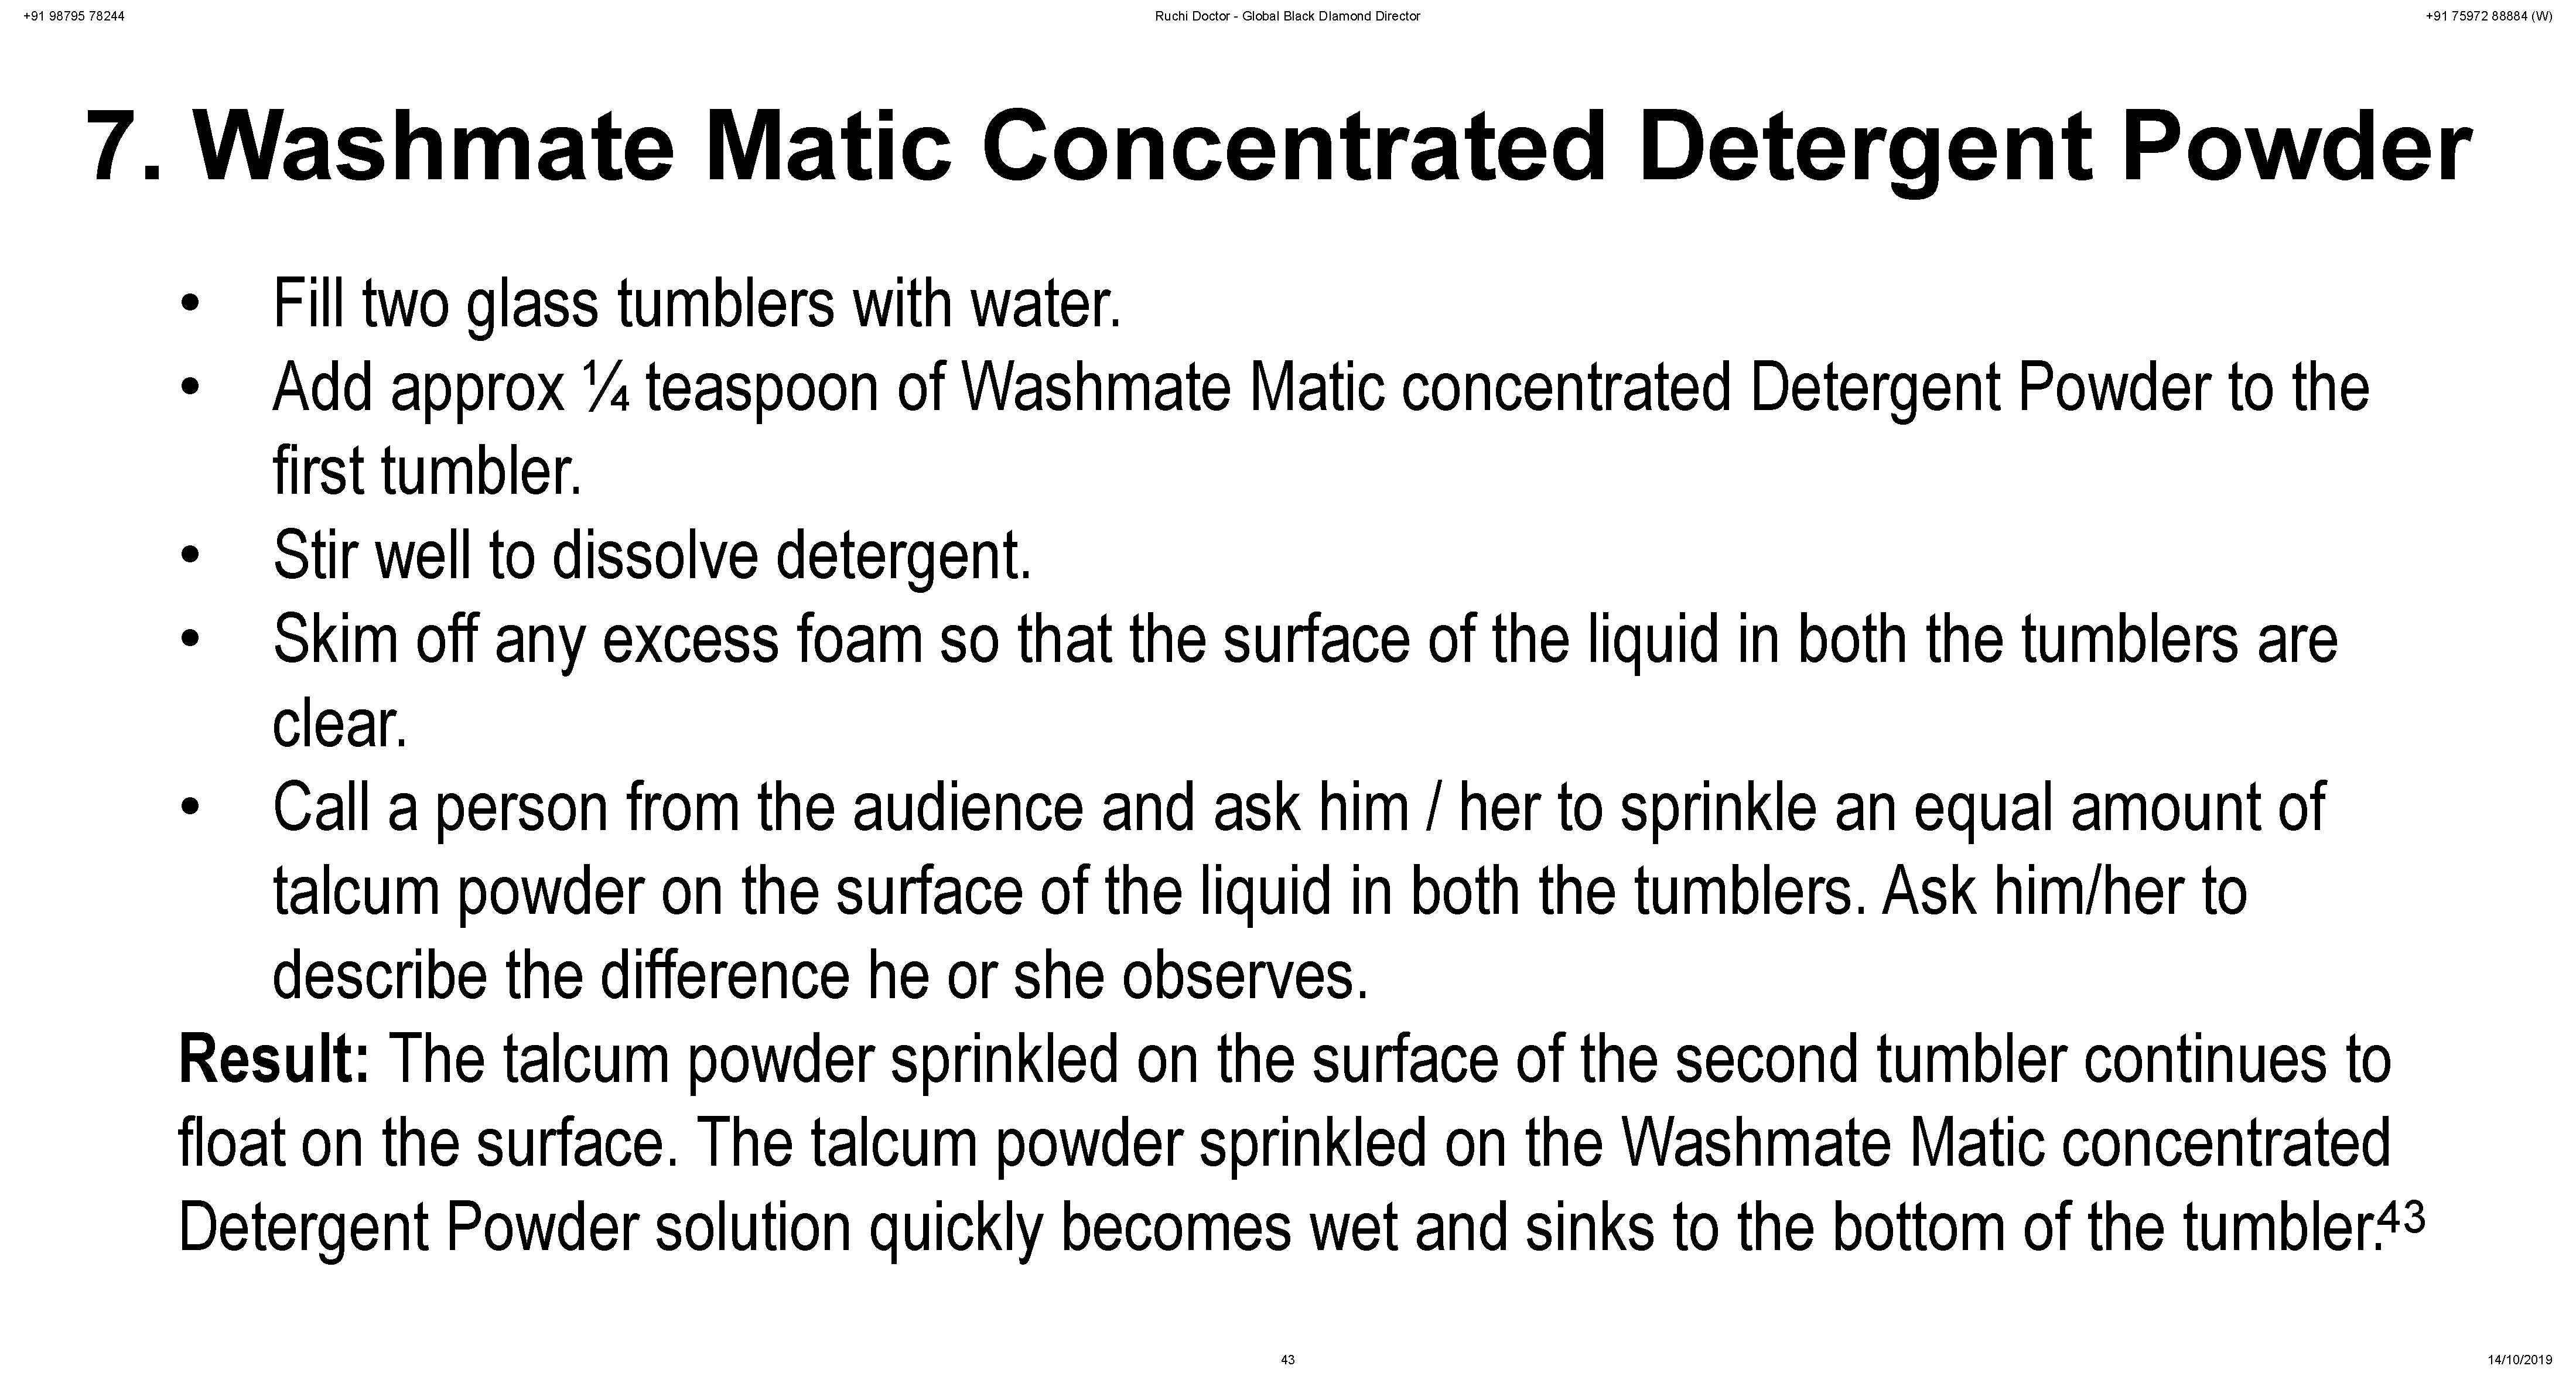 +91 98795 78244
Ruchi Doctor - Global Black DIamond Director
+91 75972 88884 (W)
7. Washmate Matic Concentrated Detergent Powder
• Fill two glass tumblers with water.
• Add approx ¼ teaspoon of Washmate Matic concentrated Detergent Powder to the
first tumbler.
• Stir well to dissolve detergent.
• Skim off any excess foam so that the surface of the liquid in both the tumblers are
clear.
• Call a person from the audience and ask him / her to sprinkle an equal amount of
talcum powder on the surface of the liquid in both the tumblers. Ask him/her to
describe the difference he or she observes.
Result: The talcum powder sprinkled on the surface of the second tumbler continues to
float on the surface. The talcum powder sprinkled on the Washmate Matic concentrated
Detergent Powder solution quickly becomes wet and sinks to the bottom of the tumbler.
43
43
14/10/2019